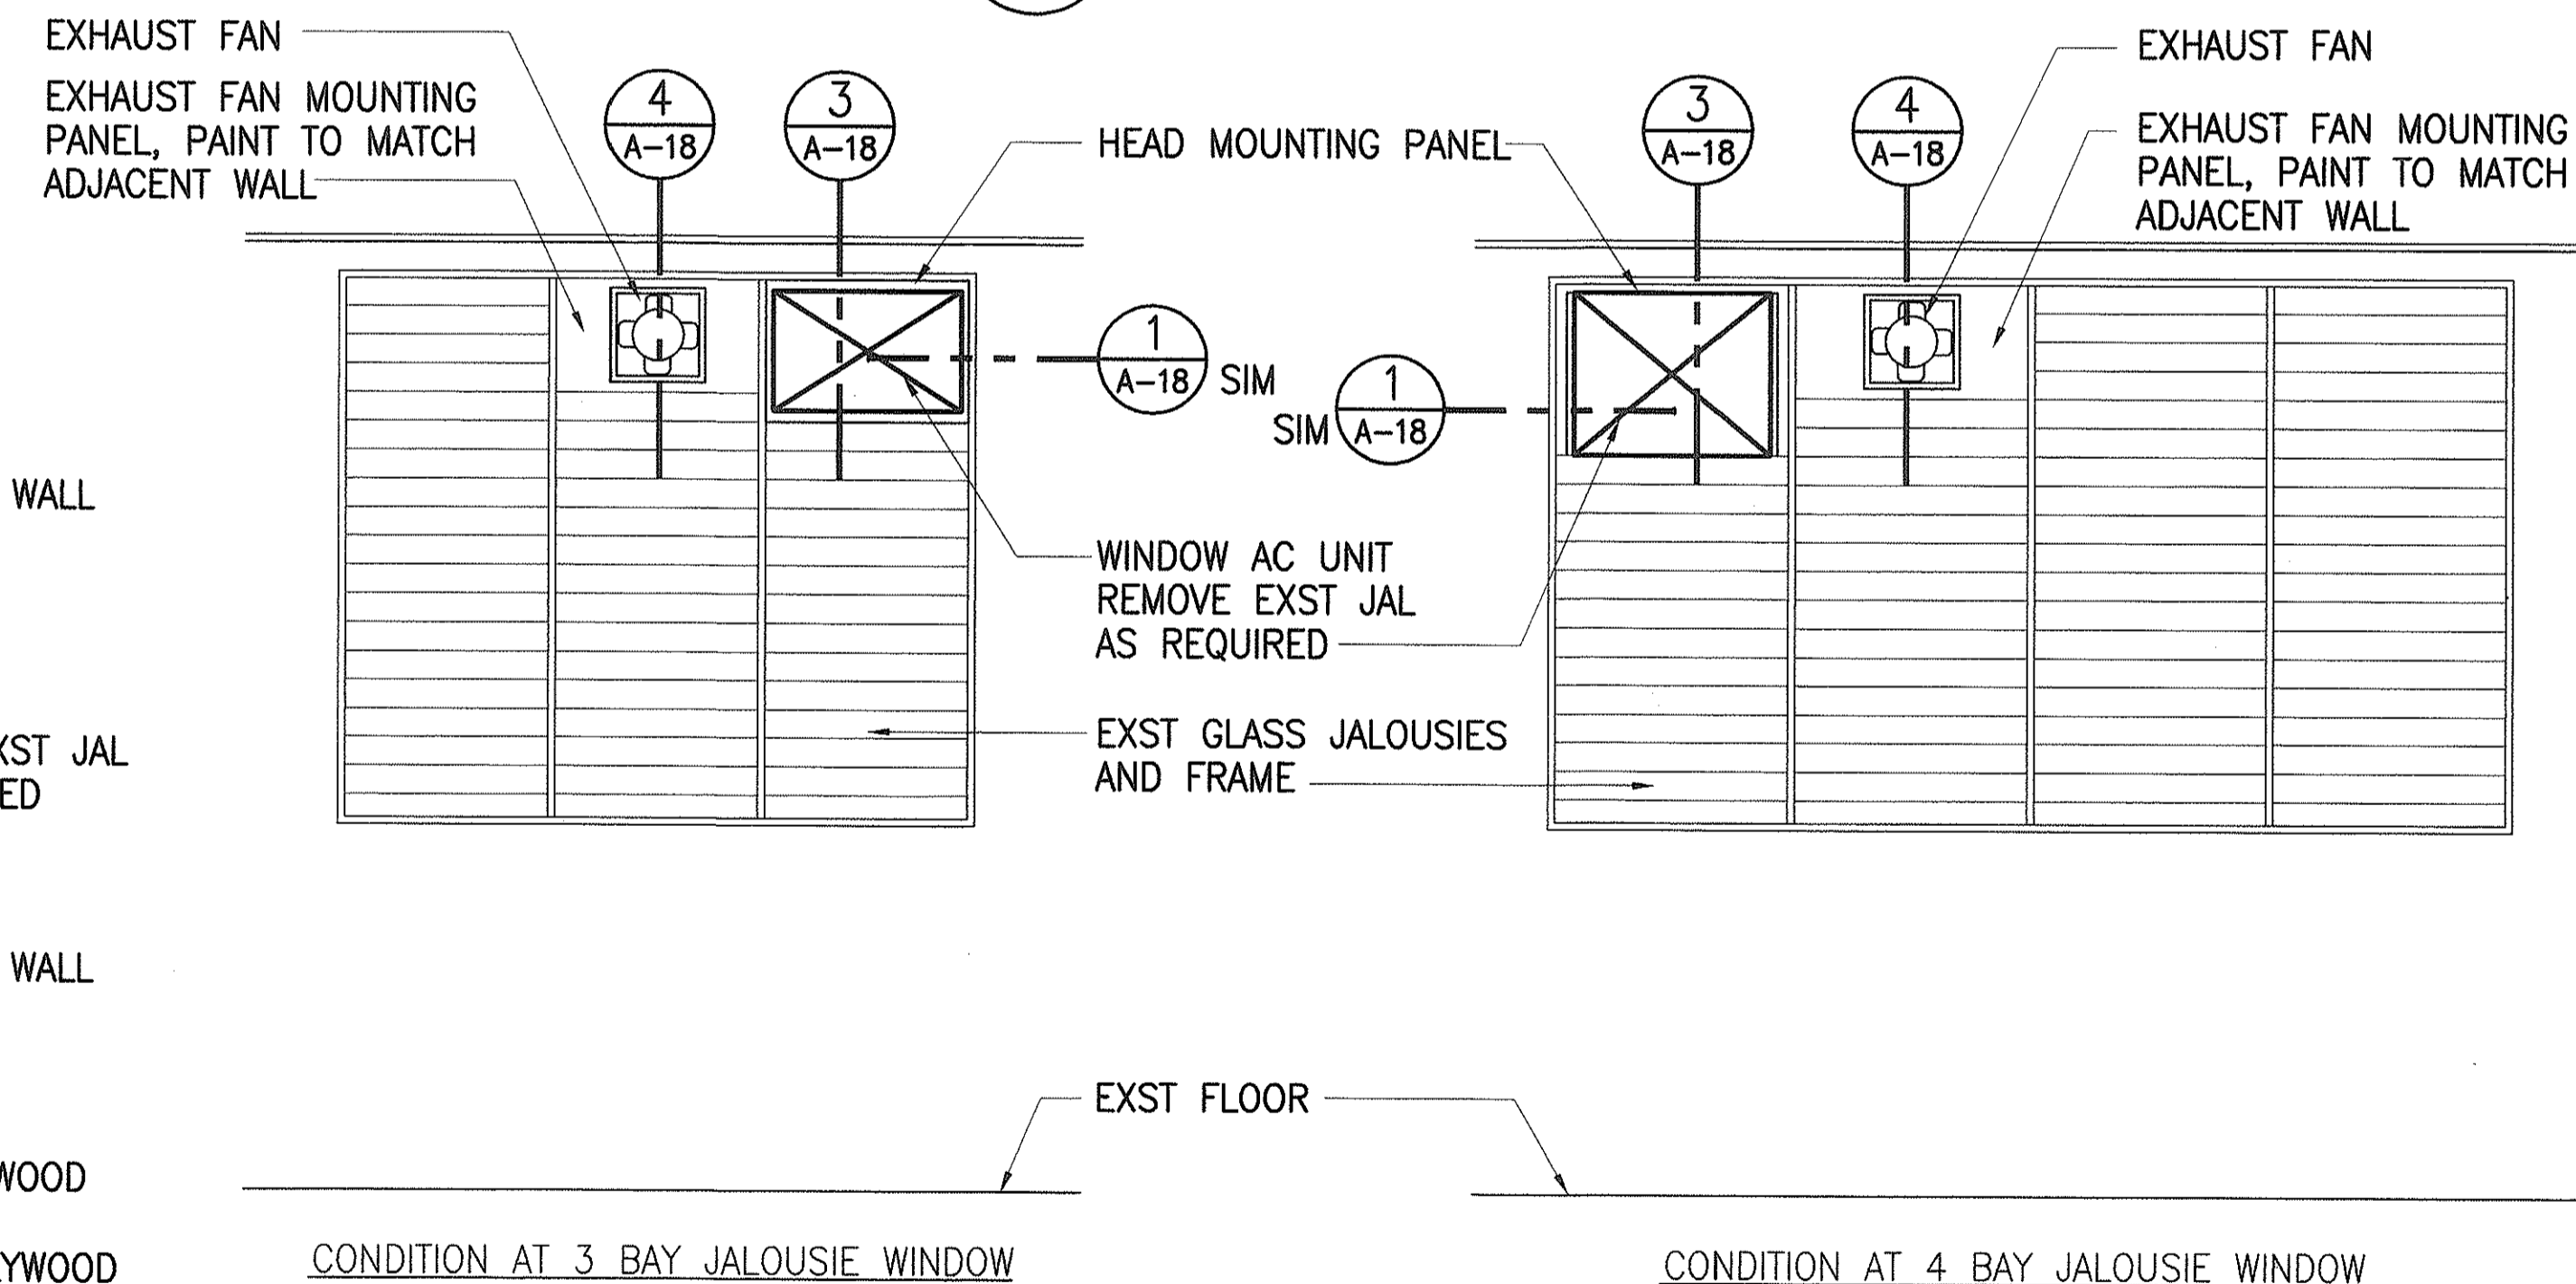 EXHAUST FAN
EXHAUST FAN MOUNTING
PANEL, PAINT TO MATCH
ADJACENT WALL
4
A-18
3
A-18
HEAD MOUNTING PANEL
3
A-18
4
A-18
EXHAUST FAN
EXHAUST FAN MOUNTING
PANEL, PAINT TO MATCH
ADJACENT WALL
1
A-18 SIM
1
SIM A-18
WALL
WINDOW AC UNIT
REMOVE EXST JAL
AS REQUIRED
EXST GLASS JALOUSIES
AND FRAME
JAL
WALL
EXST FLOOR
WOOD
CONDITION AT 3 BAY JALOUSIE WINDOW
CONDITION AT 4 BAY JALOUSIE WINDOW